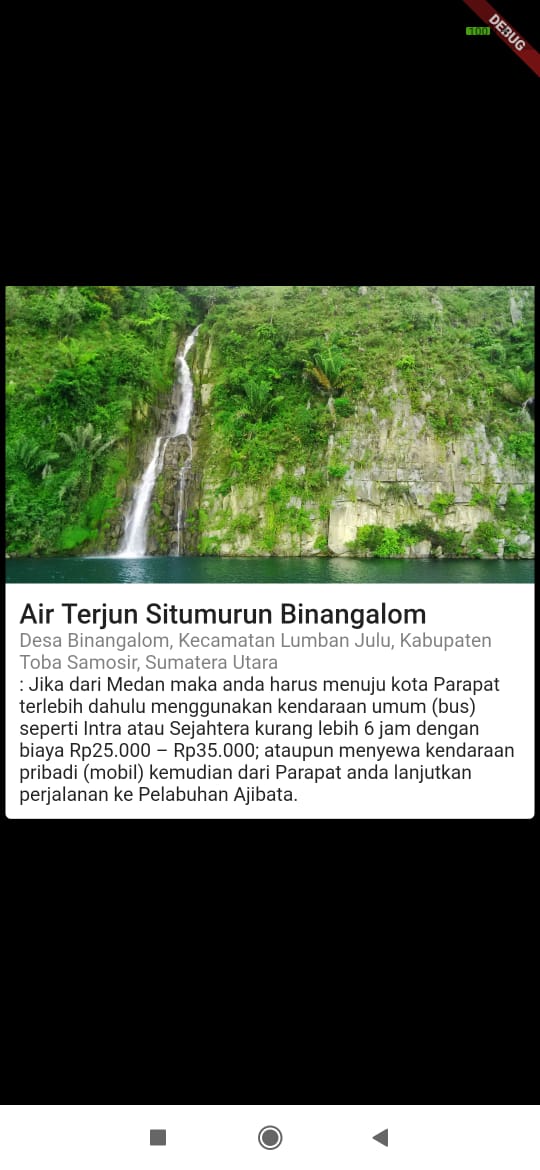 100
DEBUG
Air Terjun Situmurun Binangalom
Desa Binangalom, Kecamatan Lumban Julu, Kabupaten
Toba Samosir, Sumatera Utara
: Jika dari Medan maka anda harus menuju kota Parapat
terlebih dahulu menggunakan kendaraan umum (bus)
seperti Intra atau Sejahtera kurang lebih 6 jam dengan
biaya Rp25.000 – Rp35.000; ataupun menyewa kendaraan
pribadi (mobil) kemudian dari Parapat anda lanjutkan
perjalanan ke Pelabuhan Ajibata.